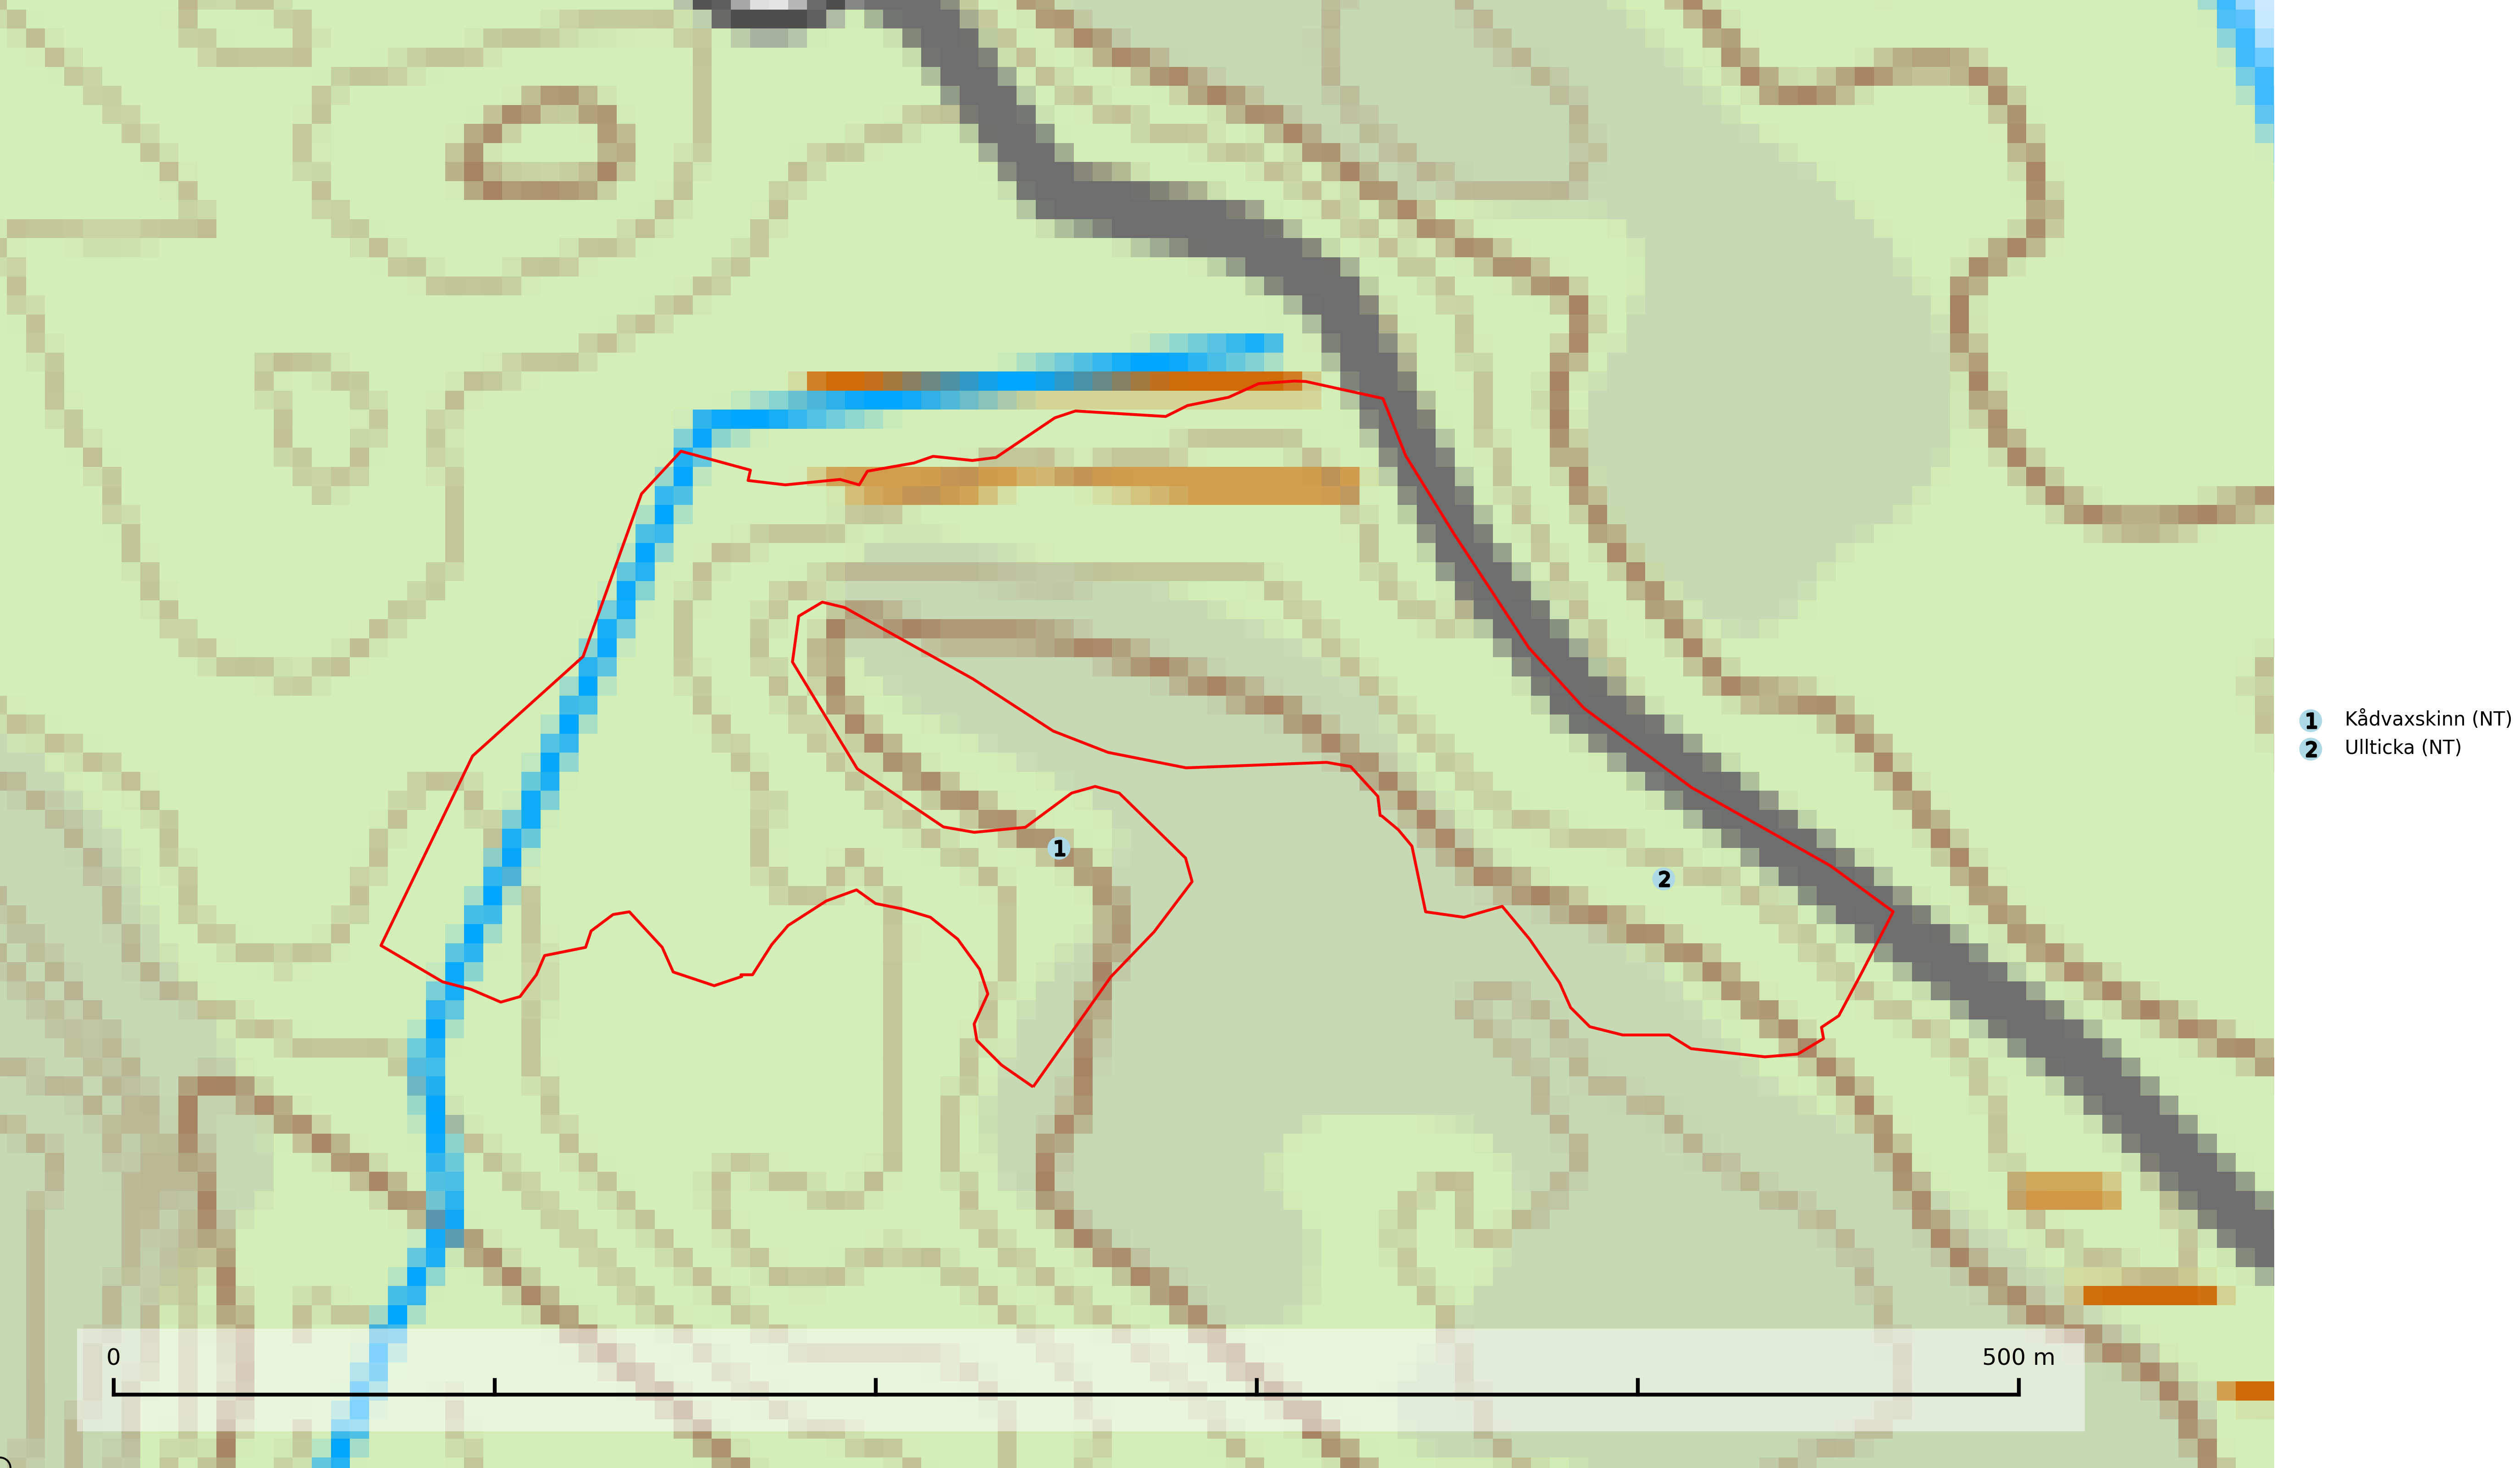 1
2
1 Kådvaxskinn (NT)
2 Ullticka (NT)
0 500 m